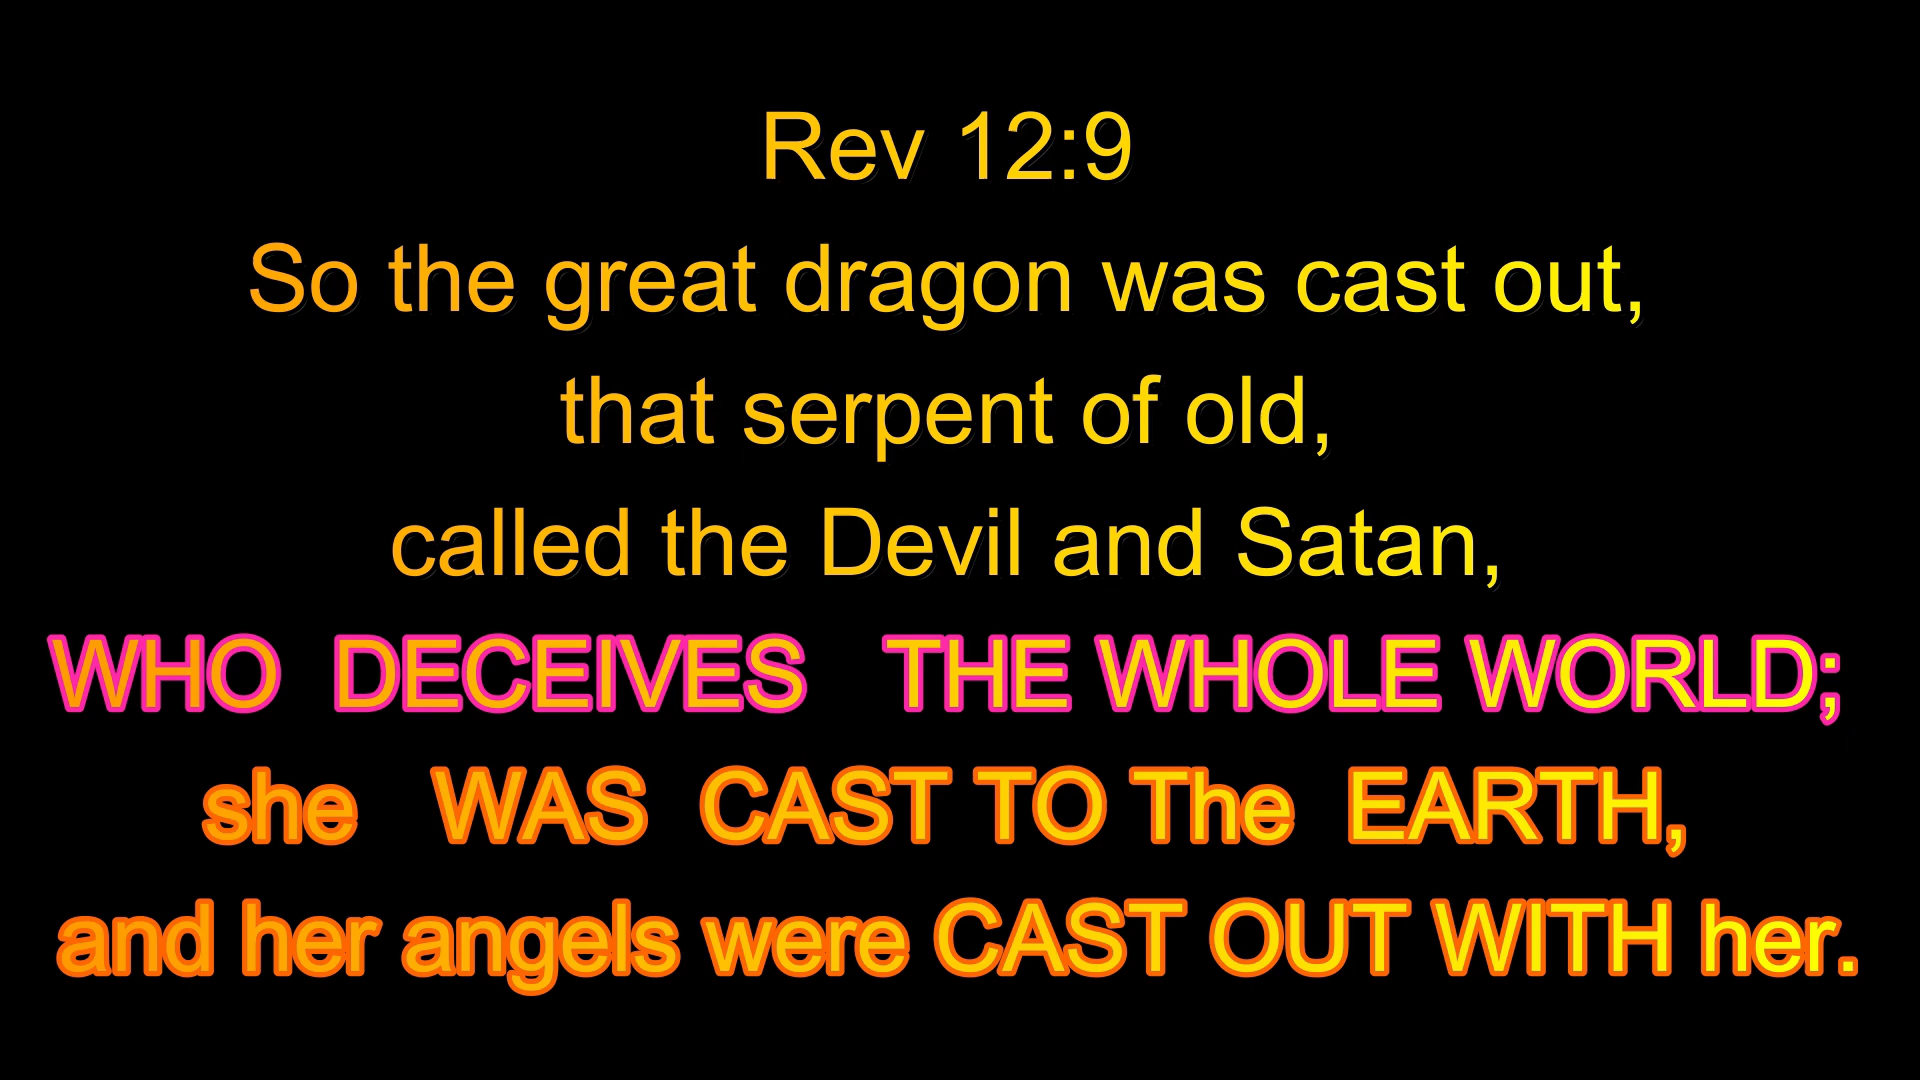 Rev 12:9
So the great dragon was cast out,
that serpent of old,
called the Devil and Satan,
WHO DECEIVES THE WHOLE WORLD;
she WAS CAST TO The EARTH,
and her angels were CAST OUT WITH her.